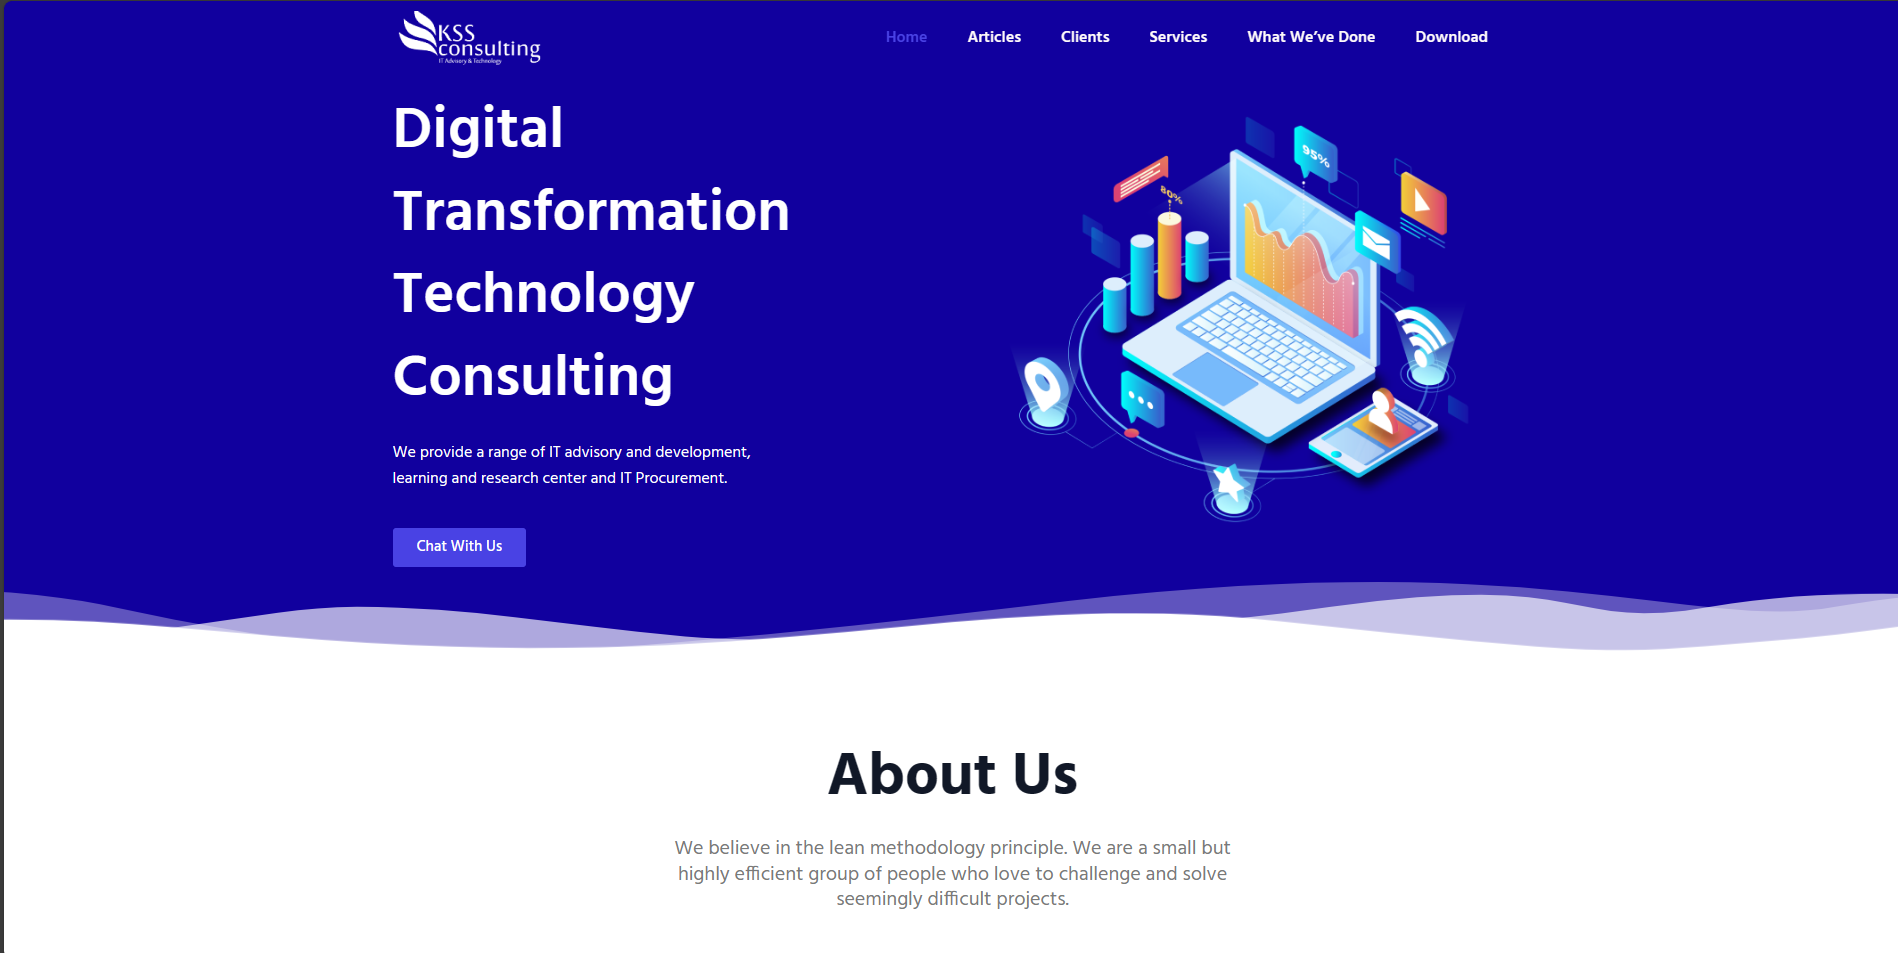 KSS
consulting
IT Advisory & Technology
Home Articles Clients Services What We've Done Download
Digital
Transformation
Technology
Consulting
We provide a range of IT advisory and development,
learning and research center and IT Procurement.
Chat With Us
95%
80%
About Us
We believe in the lean methodology principle. We are a small but
highly efficient group of people who love to challenge and solve
seemingly difficult projects.